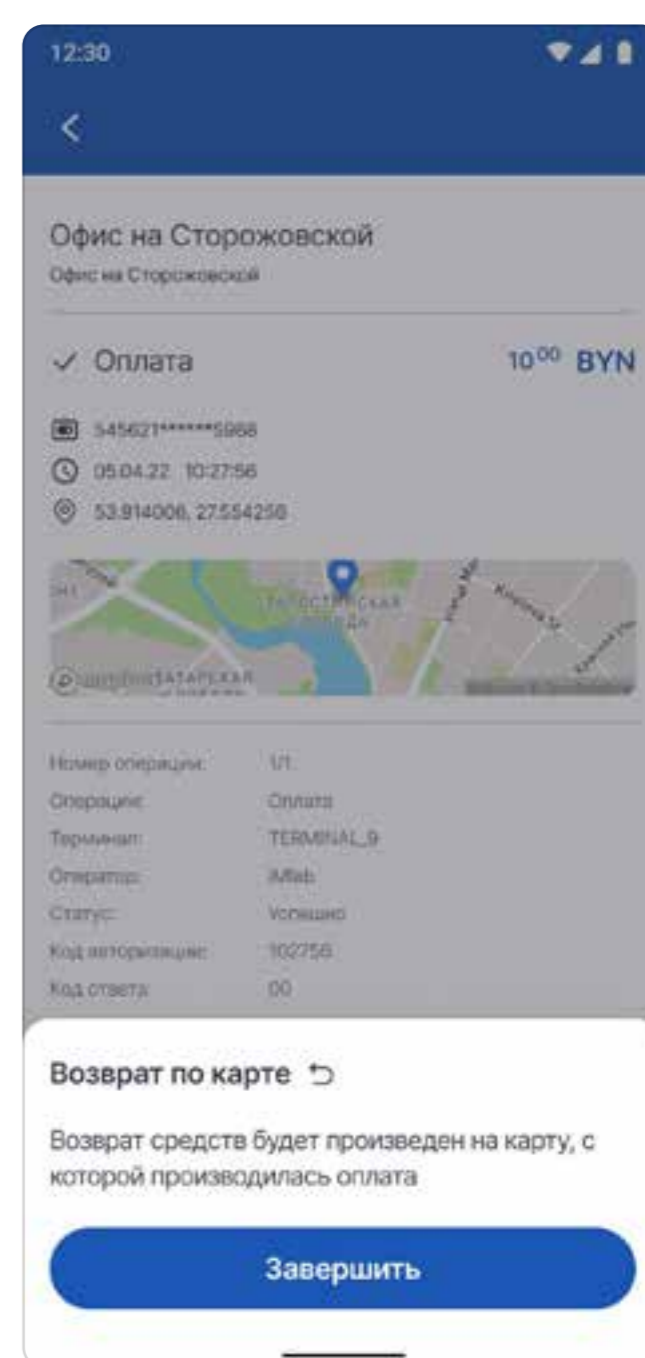 12:30
Офис на Сторожовской
Офис на Сторожовской
Оплата 10⁰⁰ BYN
545621******5988
05.04.22 10:27:56
53.914006, 27.554258
ТАТАРСКАЯ
Номер операции: 1/1
Операция: Оплата
Терминал: TERMINAL_9
Оператор:
Статус: Успешно
Код авторизации: 102756
Код ответа: 00
Возврат по карте
Возврат средств будет произведен на карту, с
которой производилась оплата
Завершить